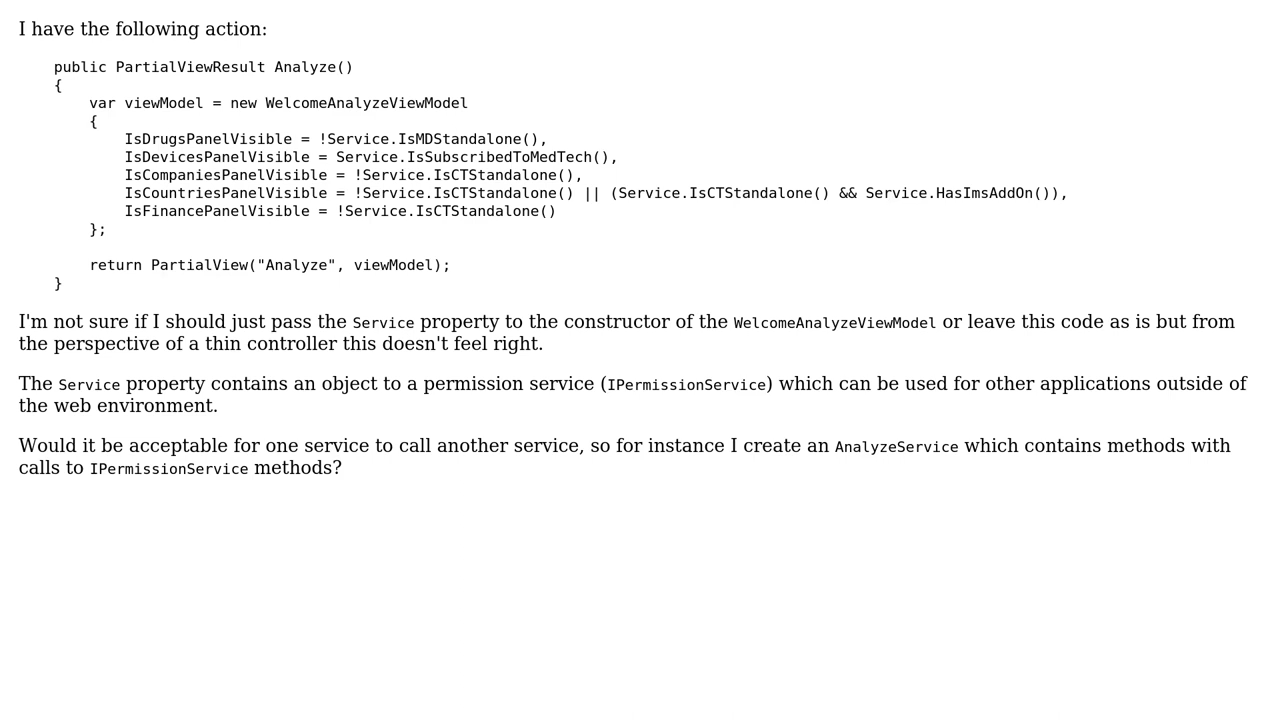 I have the following action:
public PartialViewResult Analyze()
{
var viewModel = new WelcomeAnalyzeViewModel
{
IsDrugsPanelVisible = !Service.IsMDStandalone(),
IsDevicesPanelVisible = Service.IsSubscribedToMedTech(),
IsCompaniesPanelVisible = !Service.IsCTStandalone(),
IsCountriesPanelVisible = !Service.IsCTStandalone() || (Service.IsCTStandalone() && Service.HasImsAddOn()),
IsFinancePanelVisible = !Service.IsCTStandalone()
};
return PartialView("Analyze", viewModel);
}
I'm not sure if I should just pass the Service property to the constructor of the WelcomeAnalyzeViewModel or leave this code as is but from
the perspective of a thin controller this doesn't feel right.
The Service property contains an object to a permission service (IPermissionService) which can be used for other applications outside of
the web environment.
Would it be acceptable for one service to call another service, so for instance I create an AnalyzeService which contains methods with
calls to IPermissionService methods?